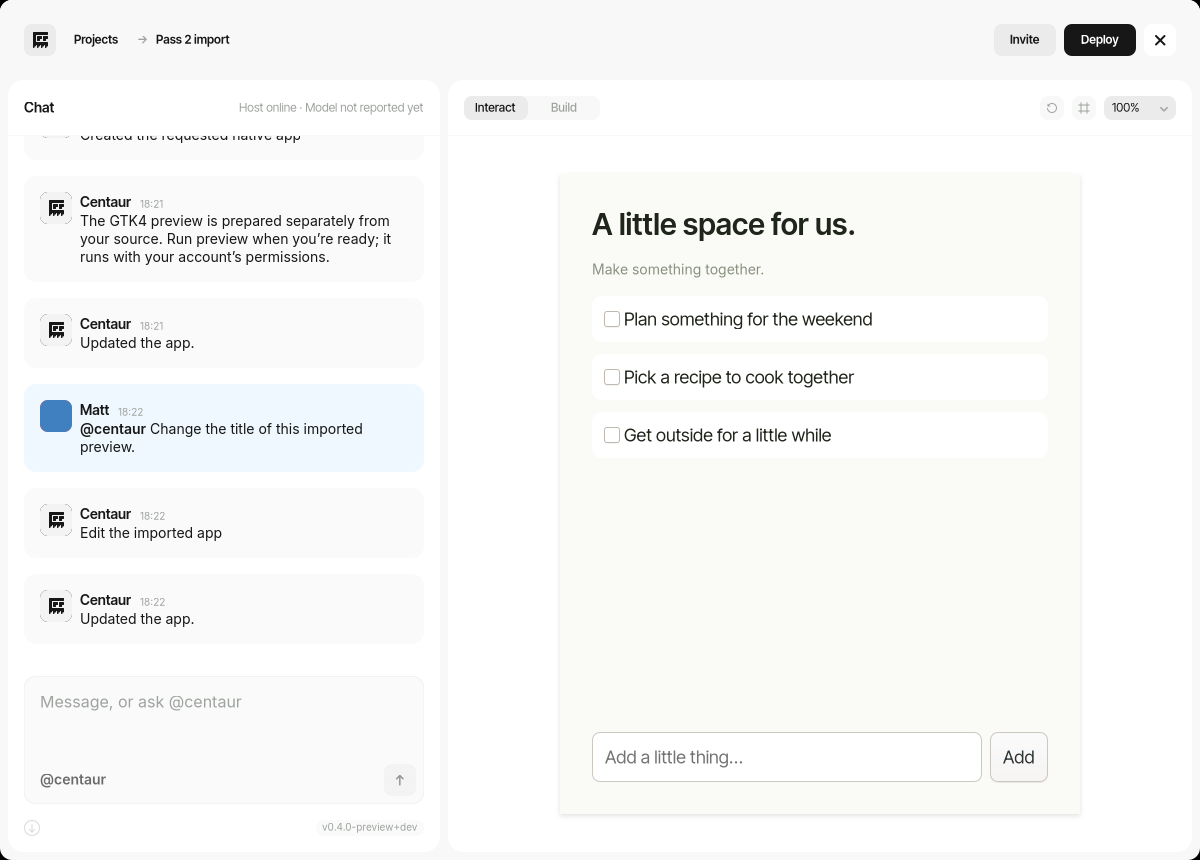 Projects → Pass 2 import
Invite
Deploy
Chat
Host online · Model not reported yet
Created the requested native app
Centaur 18:21
The GTK4 preview is prepared separately from
your source. Run preview when you’re ready; it
runs with your account’s permissions.
Centaur 18:21
Updated the app.
Matt 18:22
@centaur Change the title of this imported
preview.
Centaur 18:22
Edit the imported app
Centaur 18:22
Updated the app.
Message, or ask @centaur
@centaur
v0.4.0-preview+dev
Interact
Build
100%
A little space for us.
Make something together.
Plan something for the weekend
Pick a recipe to cook together
Get outside for a little while
Add a little thing...
Add